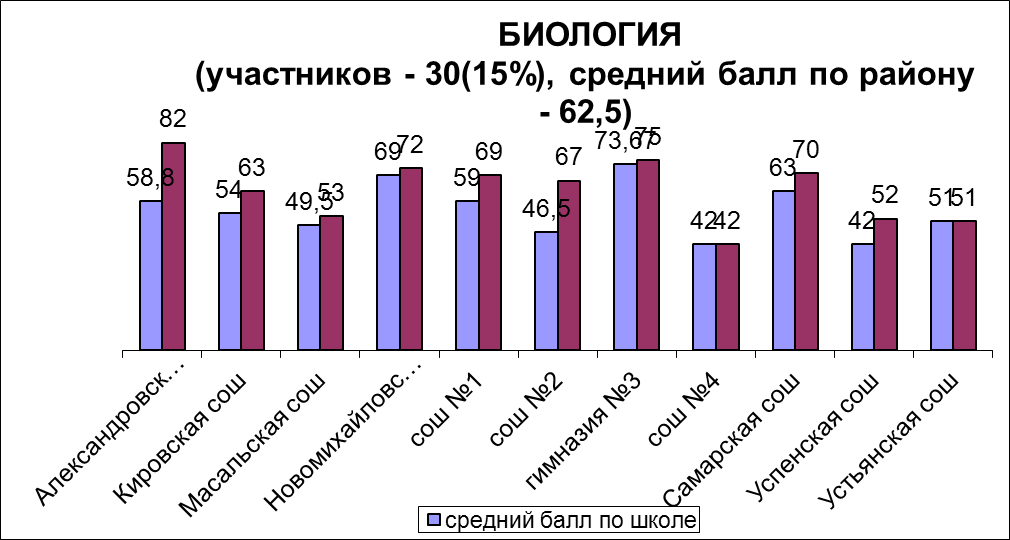 БИОЛОГИЯ
(участников - 30(15%), средний балл по району
- 62,5)
58,8 82
54 63
49,5 53
69 72
59 69
46,5 67
73,67 75
42 42
63 70
42 52
51 51
Александровск...
Кировская сош
Масальская сош
Новомихайловс...
сош №1
сош №2
гимназия №3
сош №4
Самарская сош
Успенская сош
Устьянская сош
средний балл по школе